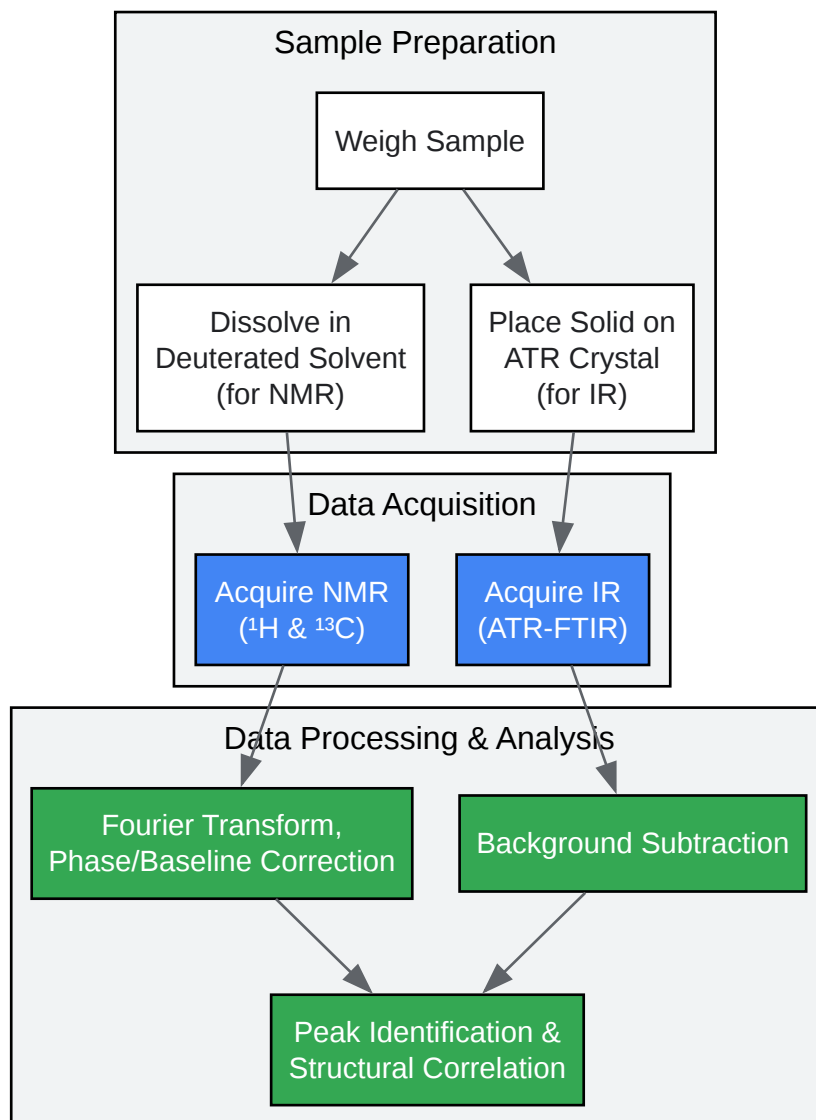 Sample Preparation
Weigh Sample
Dissolve in
Deuterated Solvent
(for NMR)
Place Solid on
ATR Crystal
(for IR)
Data Acquisition
Acquire NMR
(¹H & ¹³C)
Acquire IR
(ATR-FTIR)
Data Processing & Analysis
Fourier Transform,
Phase/Baseline Correction
Background Subtraction
Peak Identification &
Structural Correlation